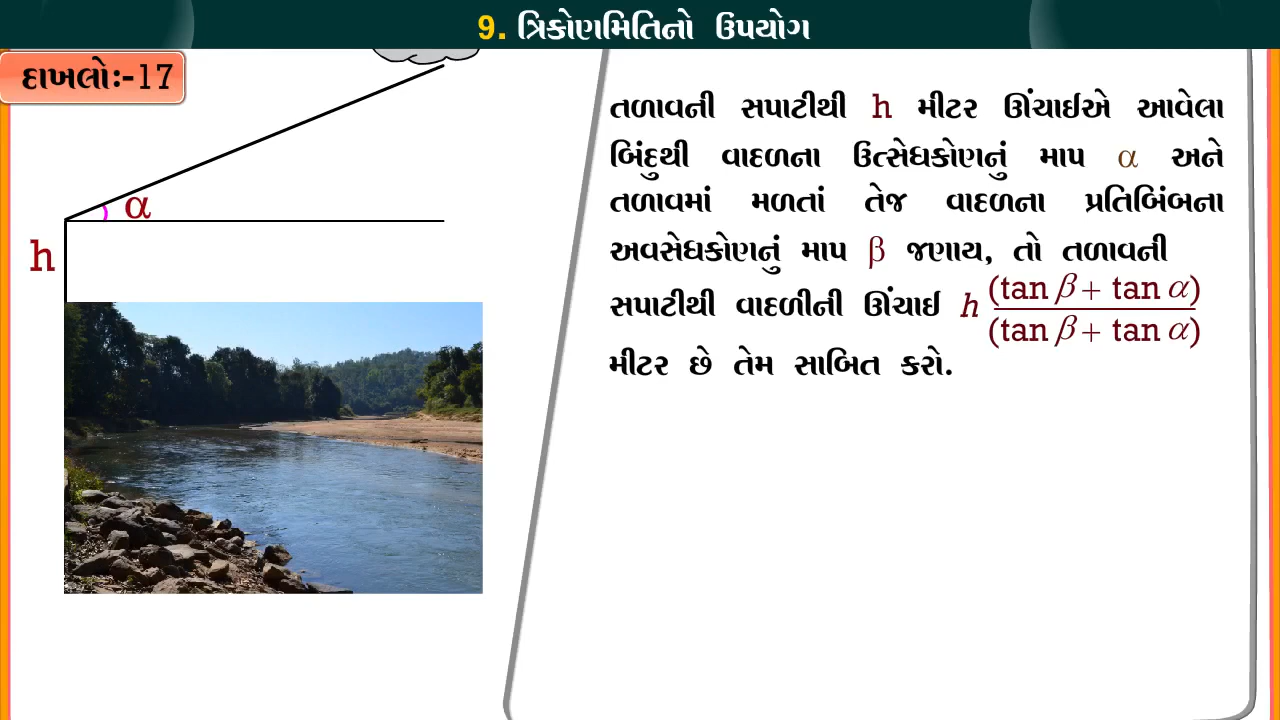 9. ત્રિકોણમિતિનો ઉપયોગ
દાખલોઃ-17
α
h
તળાવની સપાટીથી h મીટર ઊંચાઈએ આવેલા
બિંદુથી વાદળના ઉત્સેધકોણનું માપ α અને
તળાવમાં મળતાં તેજ વાદળના પ્રતિબિંબના
અવસેધકોણનું માપ β જણાય, તો તળાવની
સપાટીથી વાદળીની ઊંચાઈ h (tan β + tan α)
(tan β + tan α)
મીટર છે તેમ સાબિત કરો.